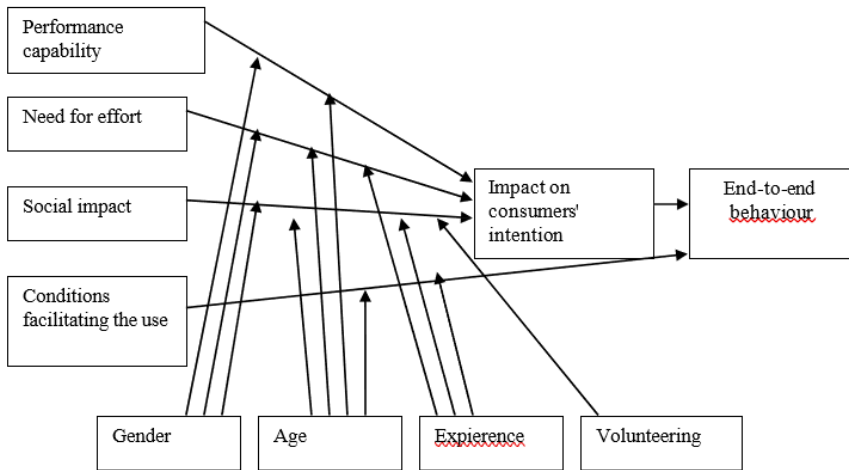 Performance
capability
Need for effort
Social impact
Conditions
facilitating the use
Impact on
consumers'
intention
End-to-end
behaviour
Gender
Age
Expierence
Volunteering